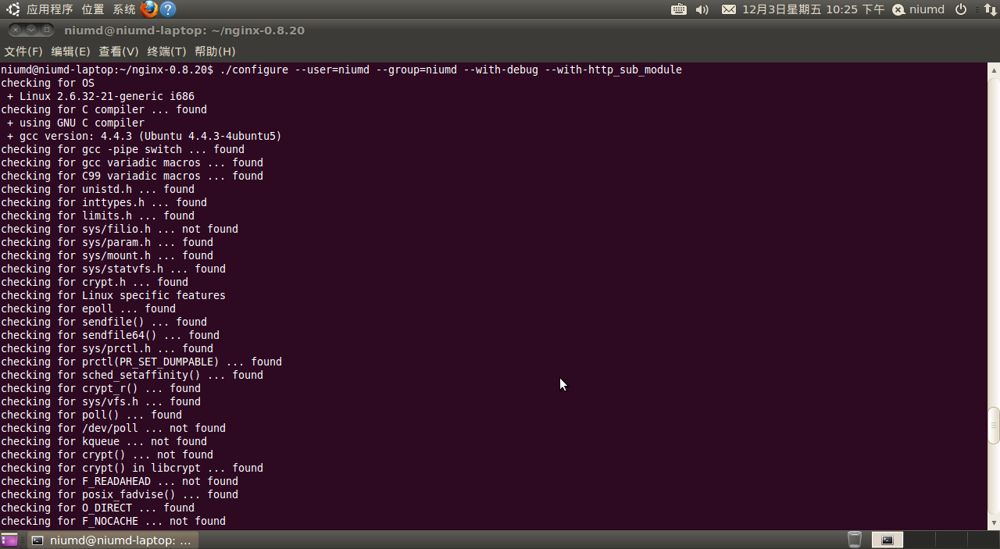 应用程序 位置 系统 12月3日星期五 10:25 下午 niumd
niumd@niumd-laptop: ~/nginx-0.8.20
文件(F) 编辑(E) 查看(V) 终端(T) 帮助(H)
niumd@niumd-laptop:~/nginx-0.8.20$ ./configure --user=niumd --group=niumd --with-debug --with-http_sub_module
checking for OS
 + Linux 2.6.32-21-generic i686
checking for C compiler ... found
 + using GNU C compiler
 + gcc version: 4.4.3 (Ubuntu 4.4.3-4ubuntu5)
checking for gcc -pipe switch ... found
checking for gcc variadic macros ... found
checking for C99 variadic macros ... found
checking for unistd.h ... found
checking for inttypes.h ... found
checking for limits.h ... found
checking for sys/filio.h ... not found
checking for sys/param.h ... found
checking for sys/mount.h ... found
checking for sys/statvfs.h ... found
checking for crypt.h ... found
checking for Linux specific features
checking for epoll ... found
checking for sendfile() ... found
checking for sendfile64() ... found
checking for sys/prctl.h ... found
checking for prctl(PR_SET_DUMPABLE) ... found
checking for sched_setaffinity() ... found
checking for crypt_r() ... found
checking for sys/vfs.h ... found
checking for poll() ... found
checking for /dev/poll ... not found
checking for kqueue ... not found
checking for crypt() ... not found
checking for crypt() in libcrypt ... found
checking for F_READAHEAD ... not found
checking for posix_fadvise() ... found
checking for O_DIRECT ... found
checking for F_NOCACHE ... not found
niumd@niumd-laptop: ...